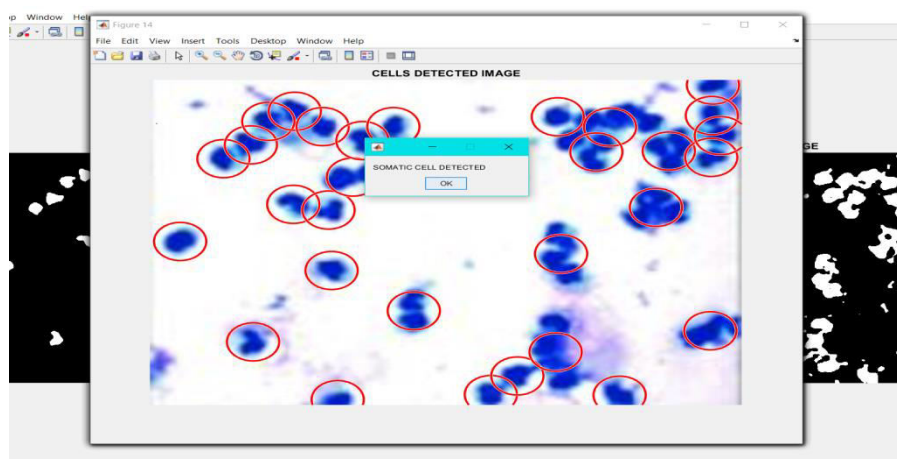 Window Help
Figure 14
File Edit View Insert Tools Desktop Window Help
CELLS DETECTED IMAGE
SOMATIC CELL DETECTED
OK